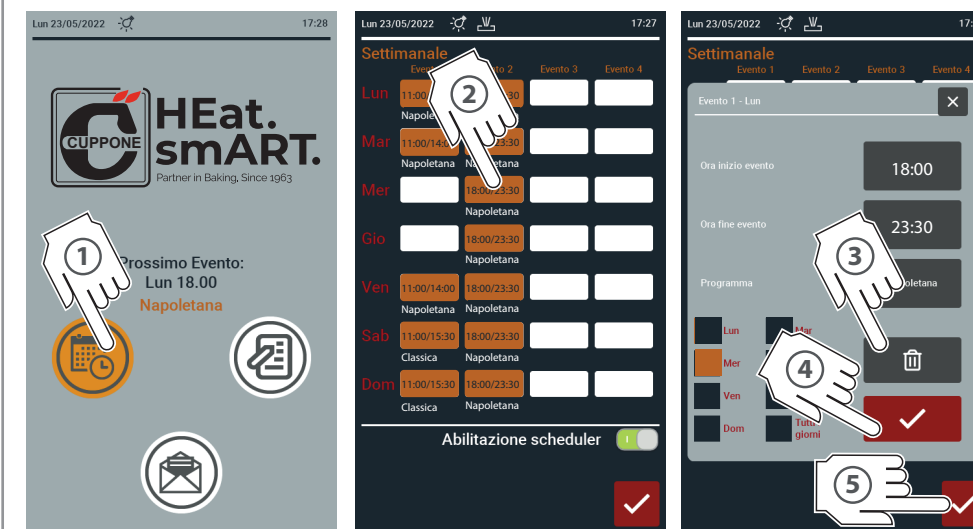 Lun 23/05/2022 17:28
CUPPONE
HEat.
smART.
Partner in Baking, Since 1963
1
Prossimo Evento:
Lun 18.00
Napoletana
Lun 23/05/2022 17:27
Settimanale
Evento 3 Evento 4
2
Lun 11:00
Mar 11:00/14:00 23:30
Napoletana Napoletana
Mer 18:00/23:30
Napoletana
Gio 18:00/23:30
Napoletana
Ven 11:00/14:00 18:00/23:30
Napoletana Napoletana
Sab 11:00/15:30 18:00/23:30
Classica Napoletana
Dom 11:00/15:30 18:00/23:30
Classica Napoletana
Abilitazione scheduler
Lun 23/05/2022
Settimanale
Evento 1 Evento 2 Evento 3 Evento 4
Evento 1 - Lun
Ora inizio evento 18:00
Ora fine evento 23:30
3
Programma oletana
Lun Mar
Mer
4
Ven
Dom Tutti
giorni
5